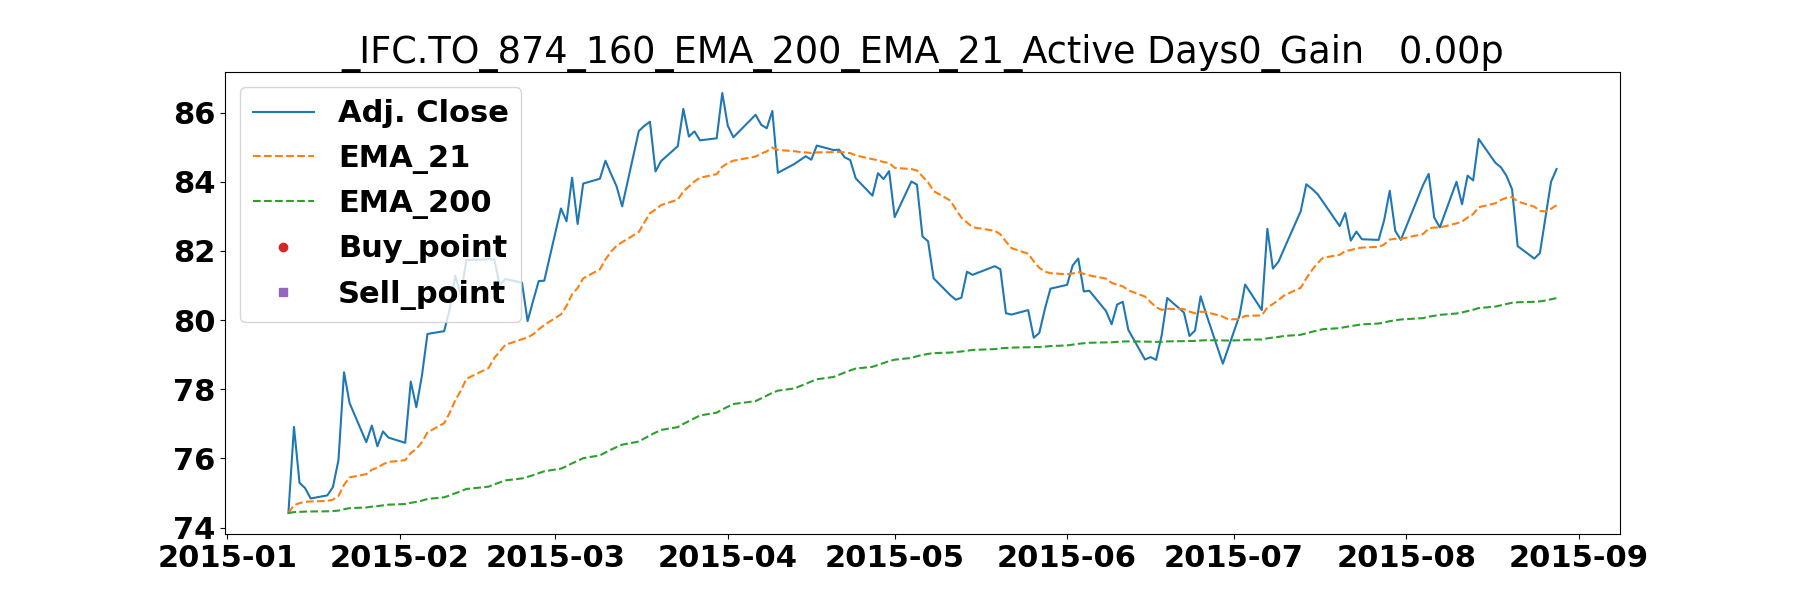 _IFC.TO_874_160_EMA_200_EMA_21_Active Days0_Gain   0.00p
86
84
82
80
78
76
74
Adj. Close
EMA_21
EMA_200
Buy_point
Sell_point
2015-01 2015-02 2015-03 2015-04 2015-05 2015-06 2015-07 2015-08 2015-09